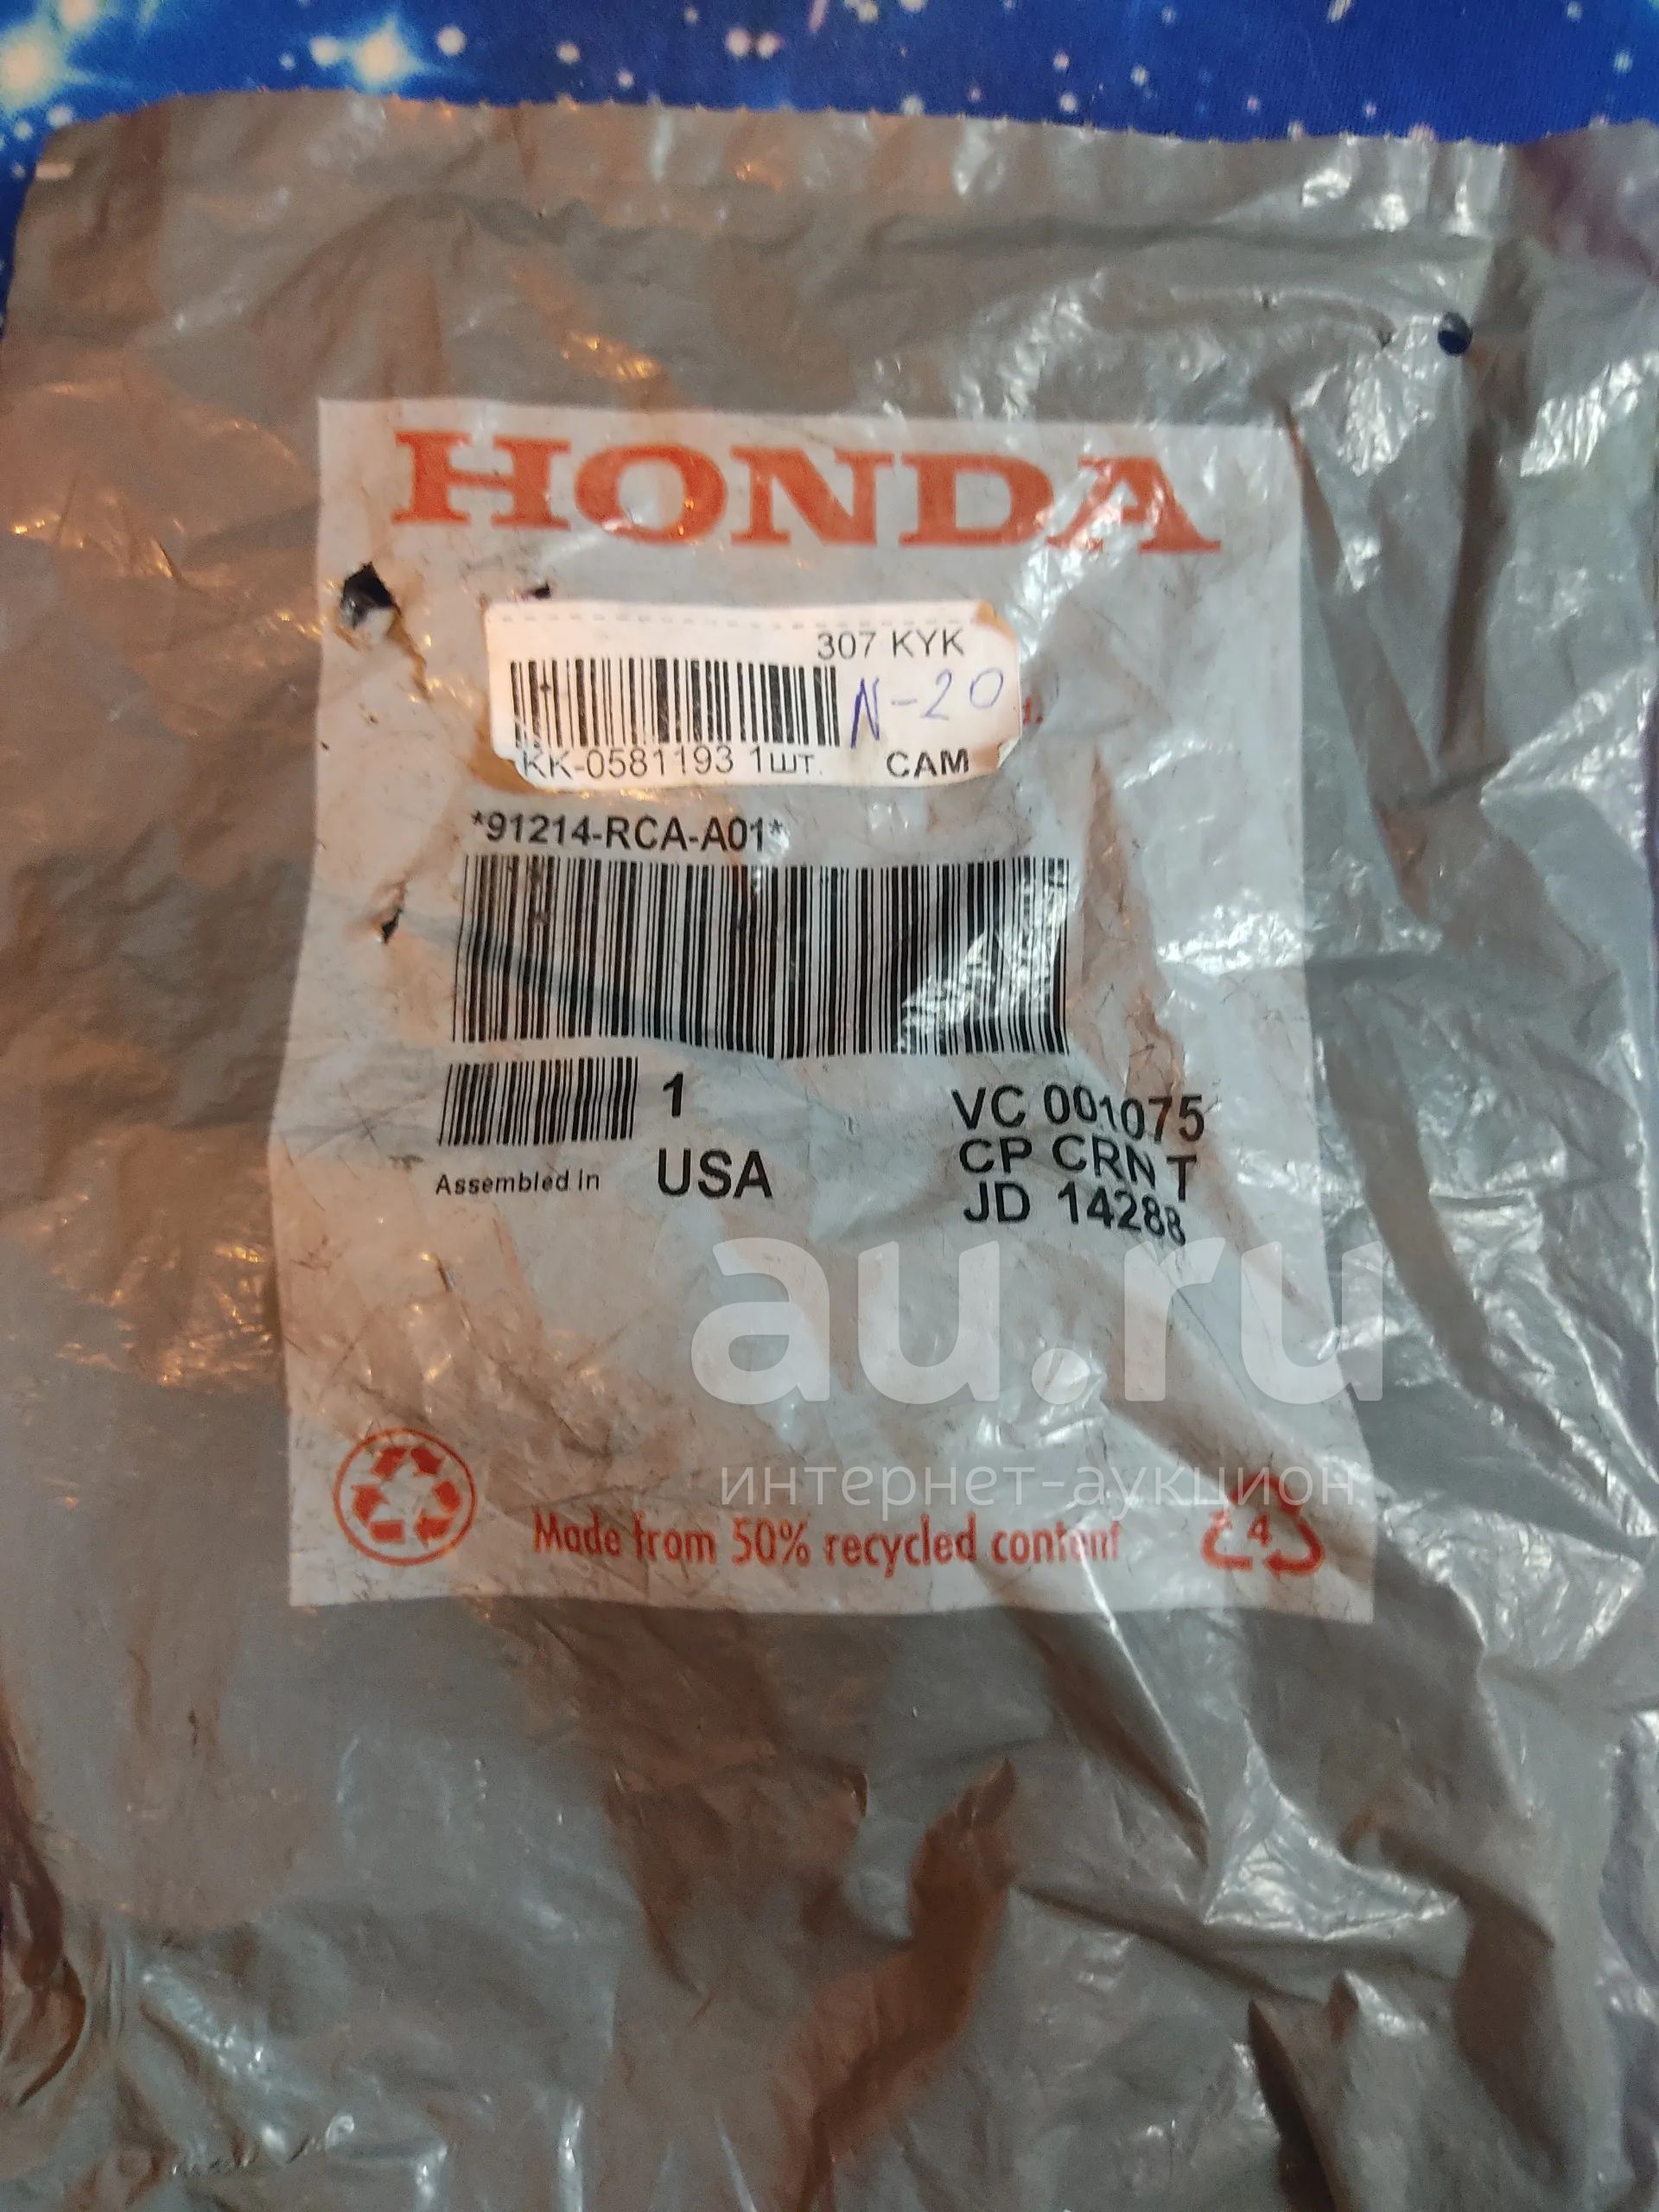 HONDA
307 KYK
N-20
KK-0581193 1шт. CAM
*91214-RCA-A01*
1
Assembled in USA
VC 001075
CP CRN T
JD 14288
au.ru
интернет-аукцион
Made from 50% recycled content
4